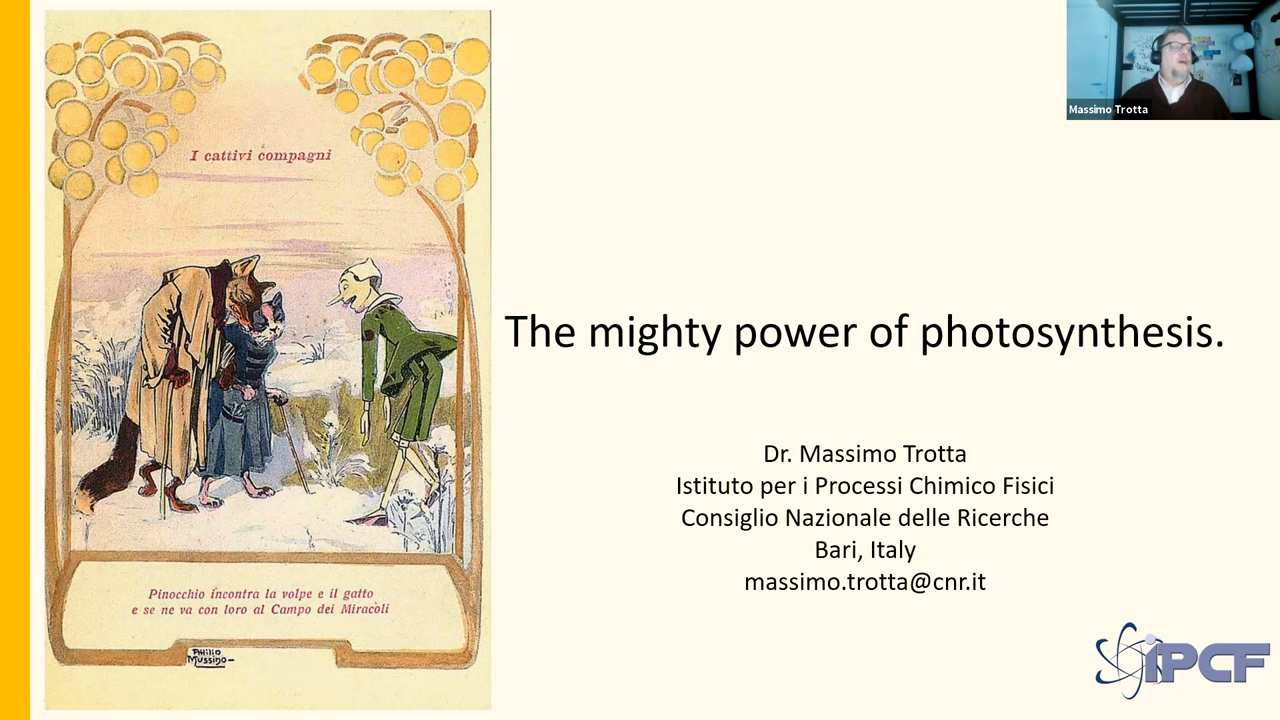 I cattivi compagni
Pinocchio incontra la volpe e il gatto
e se ne va con loro al Campo dei Miracoli
Attilio
Mussino
The mighty power of photosynthesis.
Dr. Massimo Trotta
Istituto per i Processi Chimico Fisici
Consiglio Nazionale delle Ricerche
Bari, Italy
massimo.trotta@cnr.it
Massimo Trotta
iPCF